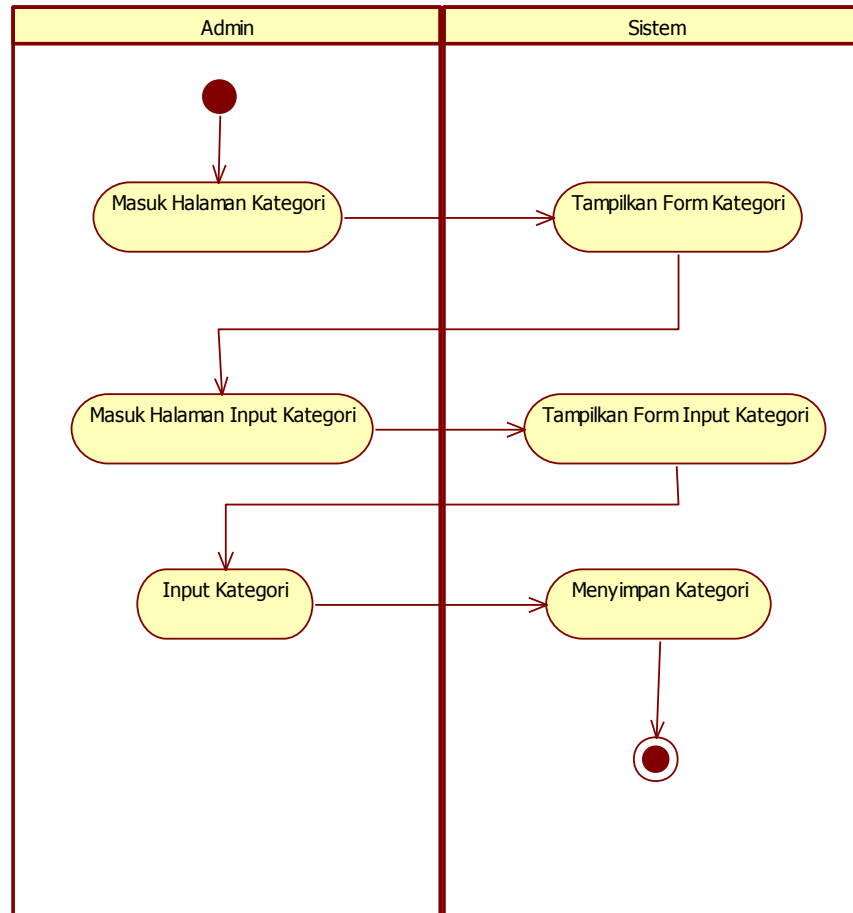 Admin
Sistem
Masuk Halaman Kategori
Tampilkan Form Kategori
Masuk Halaman Input Kategori
Tampilkan Form Input Kategori
Input Kategori
Menyimpan Kategori